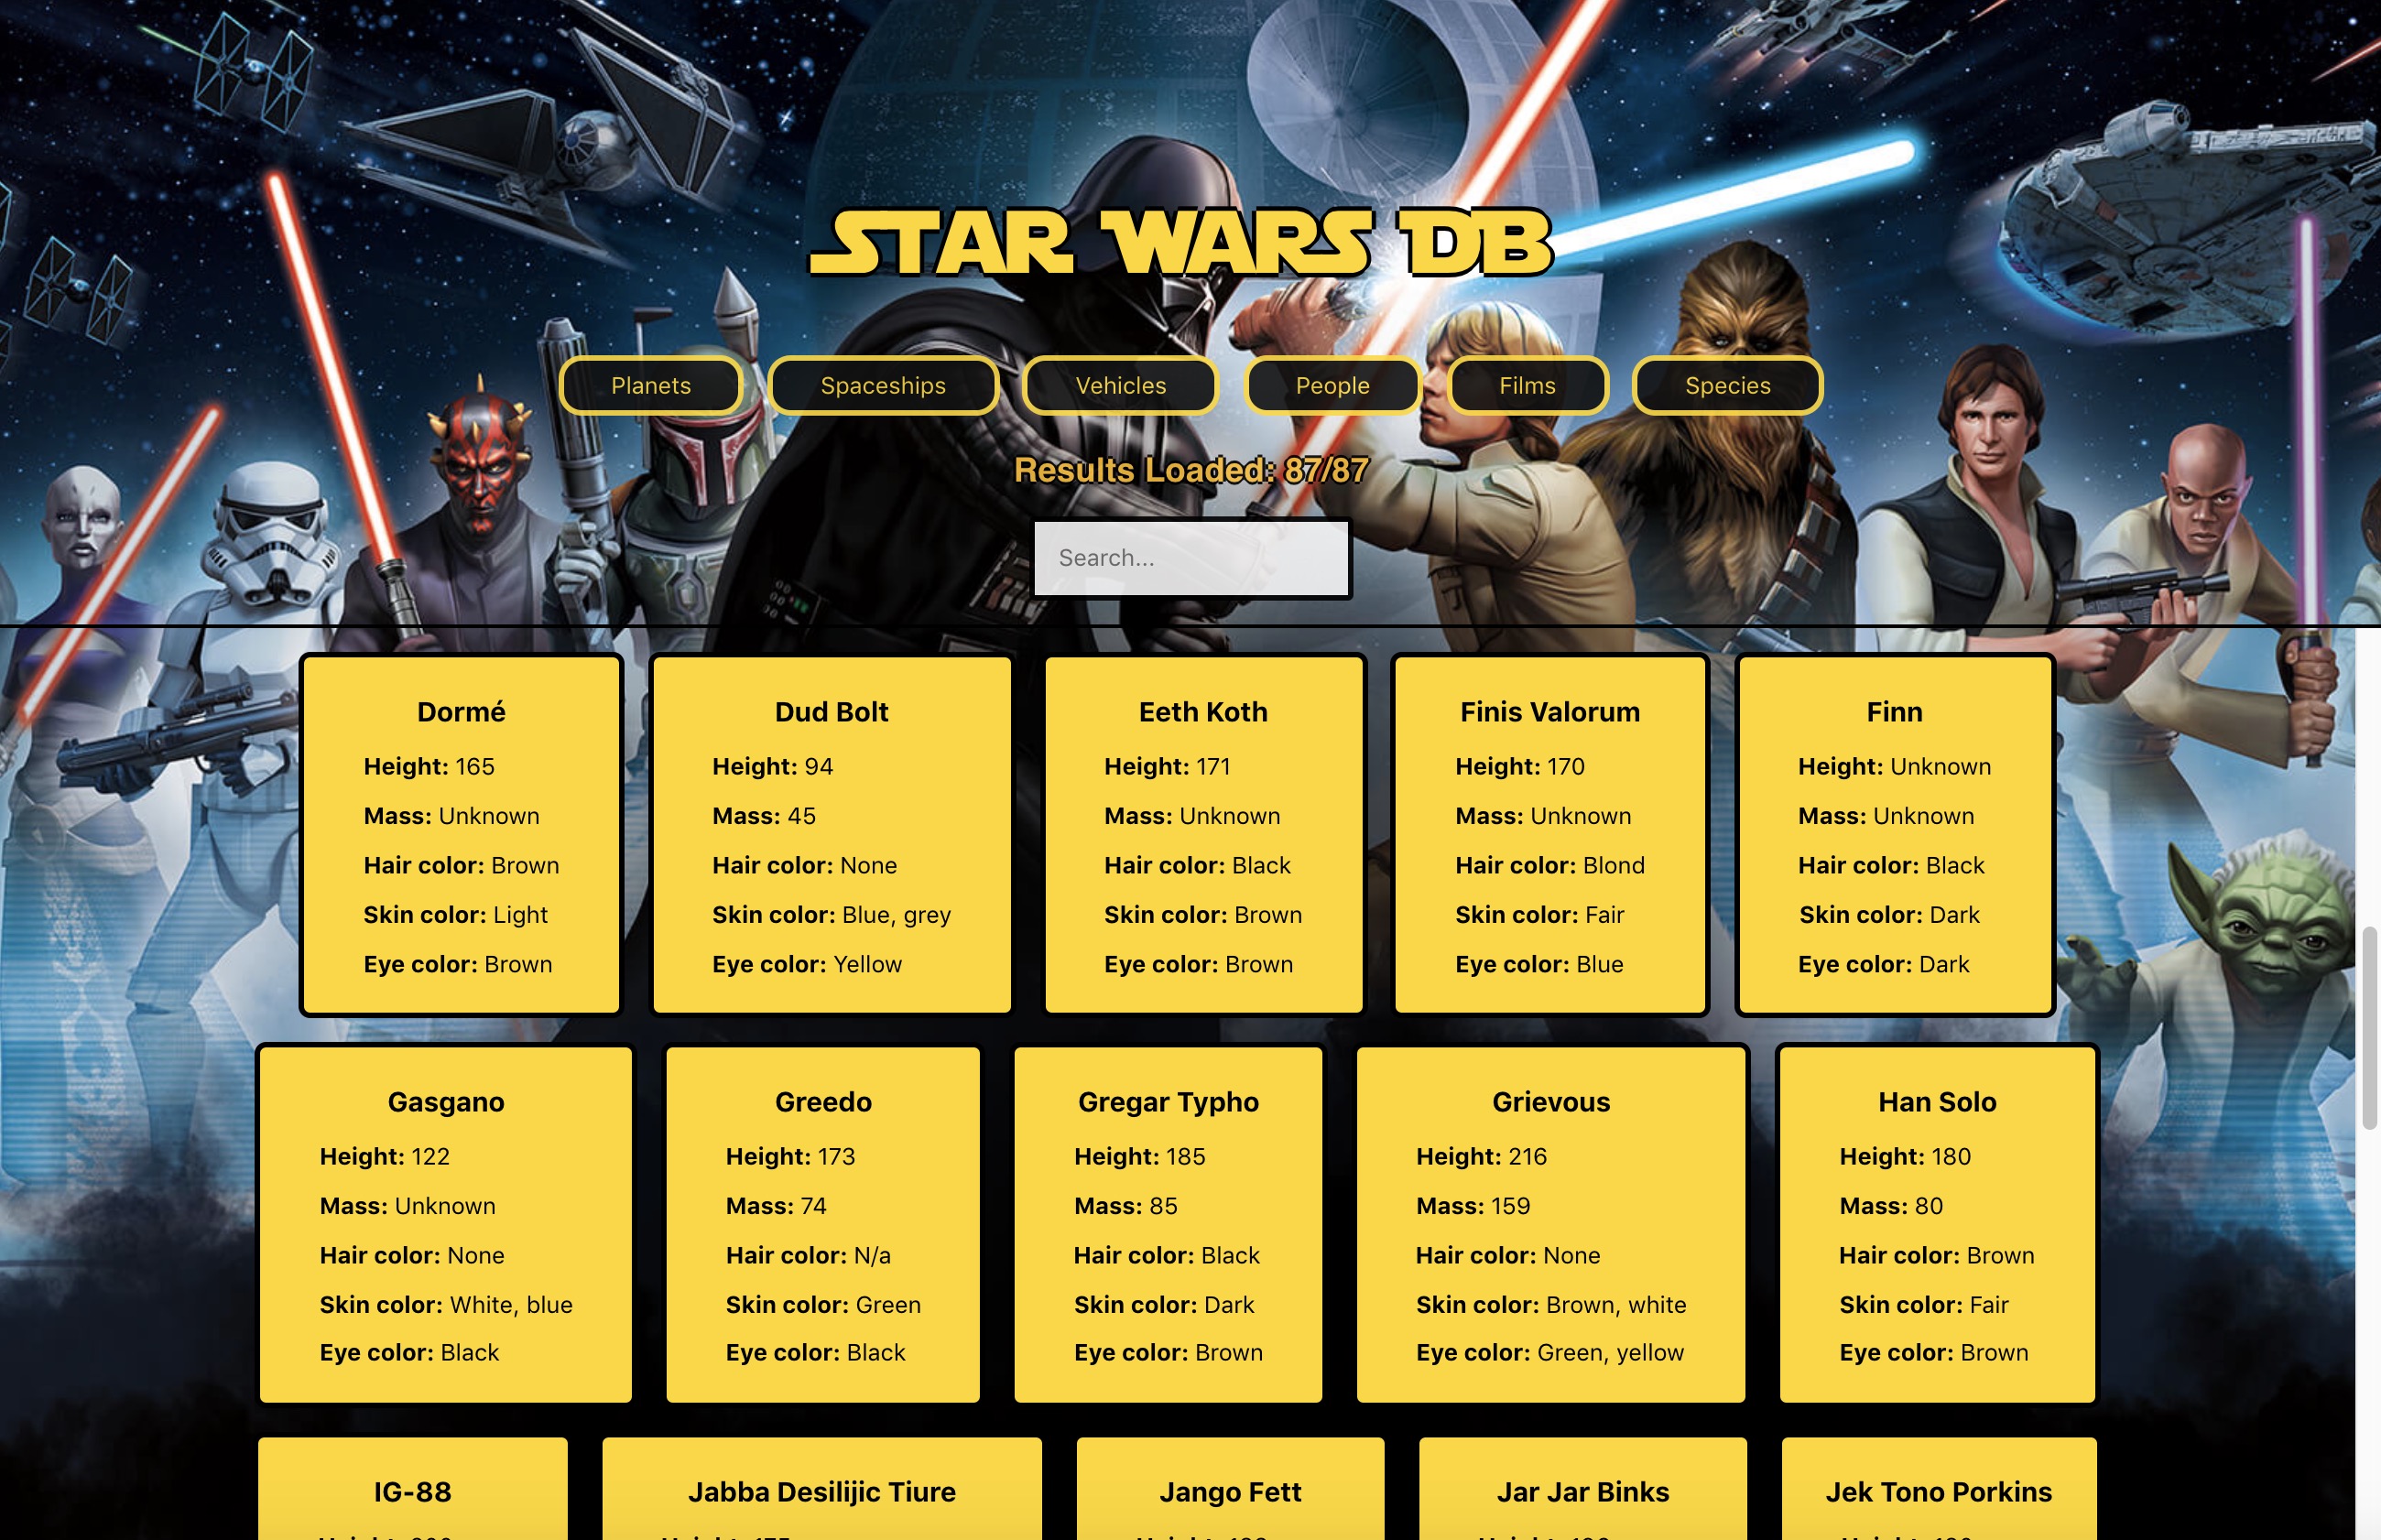 STAR WARS DB
Planets Spaceships Vehicles People Films Species
Results Loaded: 87/87
Search...
Dormé
Height: 165
Mass: Unknown
Hair color: Brown
Skin color: Light
Eye color: Brown
Dud Bolt
Height: 94
Mass: 45
Hair color: None
Skin color: Blue, grey
Eye color: Yellow
Eeth Koth
Height: 171
Mass: Unknown
Hair color: Black
Skin color: Brown
Eye color: Brown
Finis Valorum
Height: 170
Mass: Unknown
Hair color: Blond
Skin color: Fair
Eye color: Blue
Finn
Height: Unknown
Mass: Unknown
Hair color: Black
Skin color: Dark
Eye color: Dark
Gasgano
Height: 122
Mass: Unknown
Hair color: None
Skin color: White, blue
Eye color: Black
Greedo
Height: 173
Mass: 74
Hair color: N/a
Skin color: Green
Eye color: Black
Gregar Typho
Height: 185
Mass: 85
Hair color: Black
Skin color: Dark
Eye color: Brown
Grievous
Height: 216
Mass: 159
Hair color: None
Skin color: Brown, white
Eye color: Green, yellow
Han Solo
Height: 180
Mass: 80
Hair color: Brown
Skin color: Fair
Eye color: Brown
IG-88
Jabba Desilijic Tiure
Jango Fett
Jar Jar Binks
Jek Tono Porkins